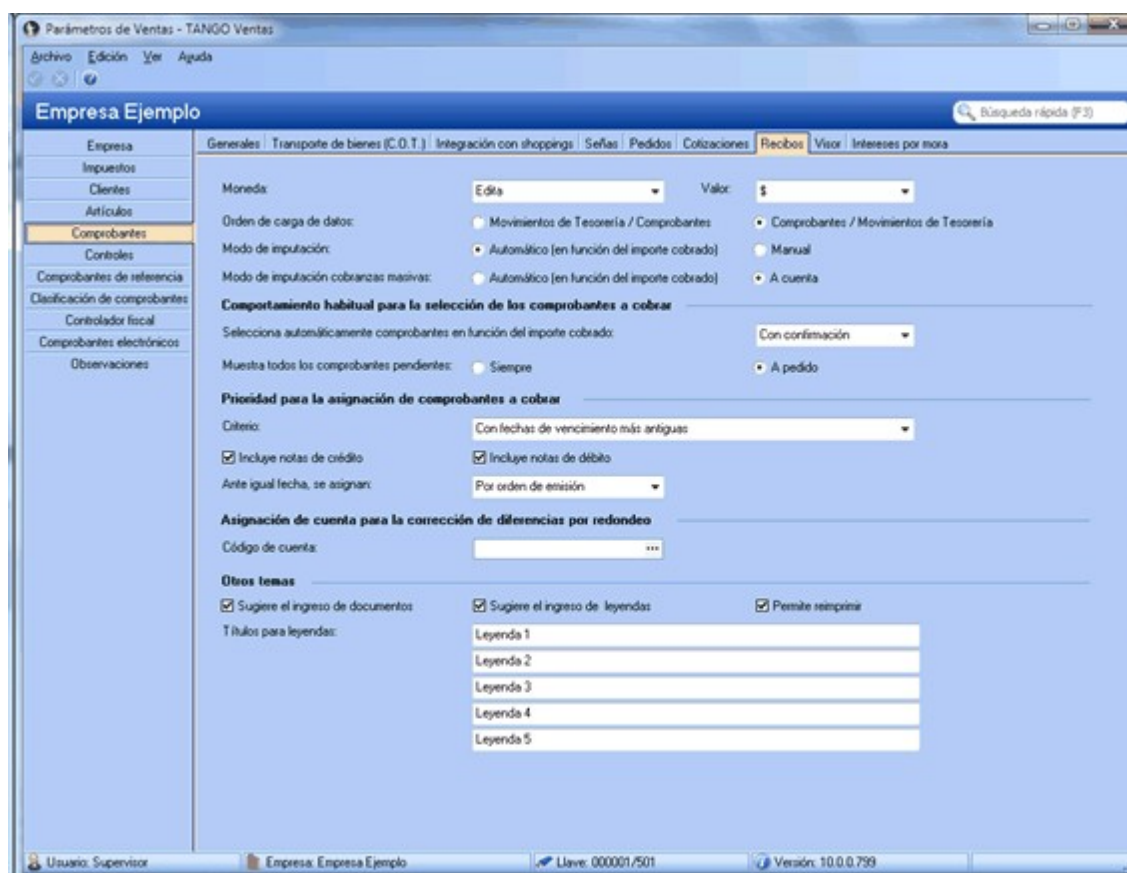 Parámetros de Ventas - TANGO Ventas
Archivo Edición Ver Ayuda
Empresa Ejemplo
Búsqueda rápida (F3)
Empresa
Impuestos
Clientes
Artículos
Comprobantes
Controles
Comprobantes de referencia
Clasificación de comprobantes
Controlador fiscal
Comprobantes electrónicos
Observaciones
Generales Transporte de bienes (C.O.T.) Integración con shoppings Señas Pedidos Cotizaciones Recibos Visor Intereses por mora
Moneda: Edita Valor: $
Orden de carga de datos: Movimientos de Tesorería / Comprobantes Comprobantes / Movimientos de Tesorería
Modo de imputación: Automático (en función del importe cobrado) Manual
Modo de imputación cobranzas masivas: Automático (en función del importe cobrado) A cuenta
Comportamiento habitual para la selección de los comprobantes a cobrar
Selecciona automáticamente comprobantes en función del importe cobrado: Con confirmación
Muestra todos los comprobantes pendientes: Siempre A pedido
Prioridad para la asignación de comprobantes a cobrar
Criterio: Con fechas de vencimiento más antiguas
Incluye notas de crédito Incluye notas de débito
Ante igual fecha, se asignan: Por orden de emisión
Asignación de cuenta para la corrección de diferencias por redondeo
Código de cuenta: ...
Otros temas
Sugiere el ingreso de documentos Sugiere el ingreso de leyendas Permite reimprimir
Títulos para leyendas: Leyenda 1
Leyenda 2
Leyenda 3
Leyenda 4
Leyenda 5
Usuario: Supervisor Empresa: Empresa Ejemplo Llave: 000001/501 Versión: 10.0.0.799